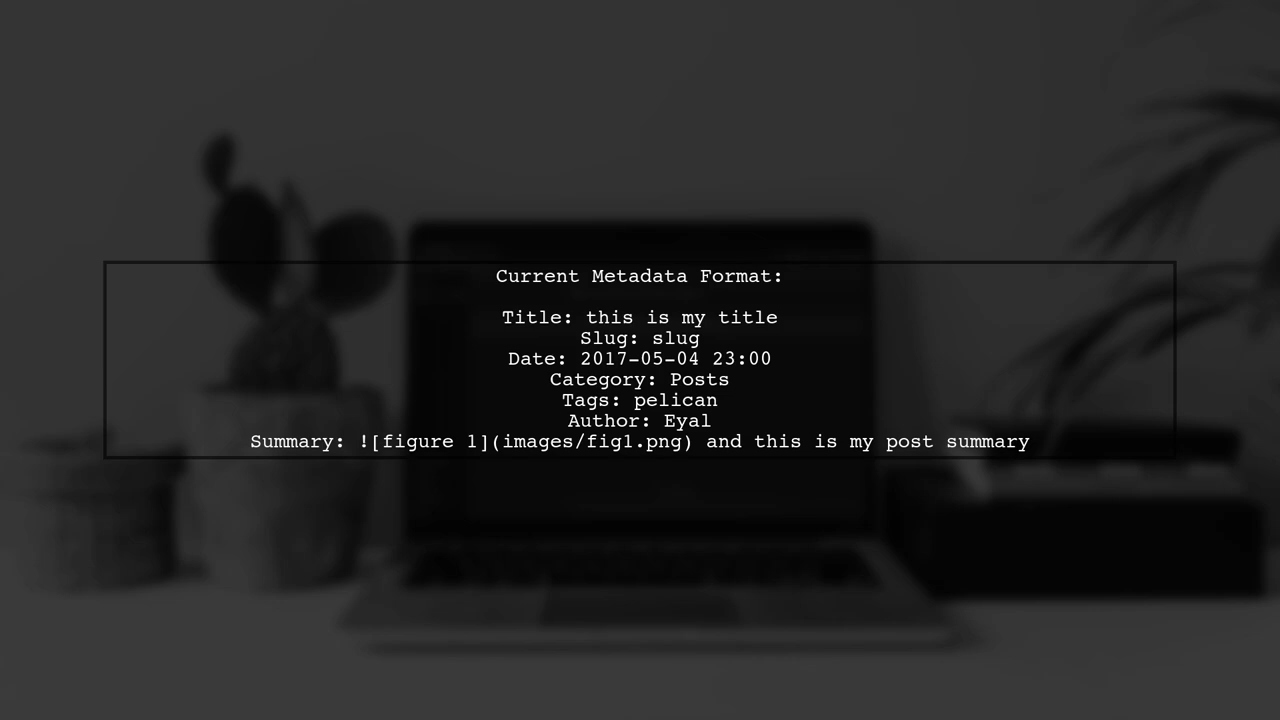 Current Metadata Format:
Title: this is my title
Slug: slug
Date: 2017-05-04 23:00
Category: Posts
Tags: pelican
Author: Eyal
Summary: ![figure 1](images/fig1.png) and this is my post summary